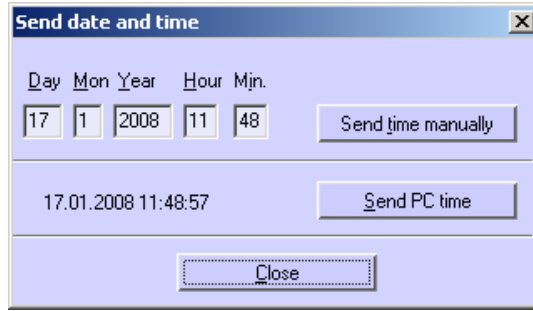 Send date and time
Day Mon Year Hour Min.
17 1 2008 11 48 Send time manually
17.01.2008 11:48:57 Send PC time
Close